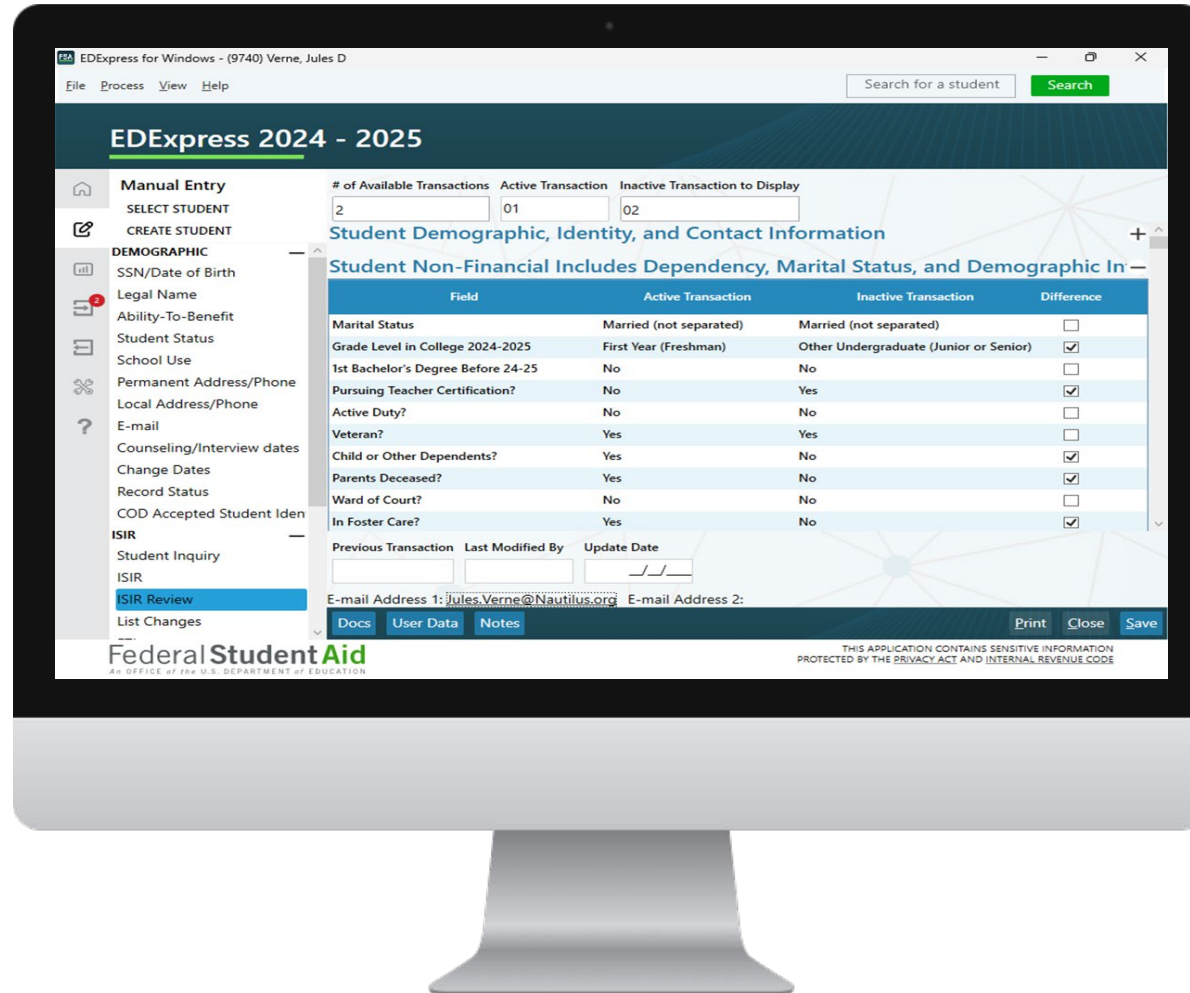 FSA EDExpress for Windows - (9740) Verne, Jules D
File Process View Help
Search for a student Search
EDExpress 2024 - 2025
Manual Entry
SELECT STUDENT
CREATE STUDENT
DEMOGRAPHIC
SSN/Date of Birth
Legal Name
2
Ability-To-Benefit
Student Status
School Use
Permanent Address/Phone
Local Address/Phone
?
E-mail
Counseling/Interview dates
Change Dates
Record Status
COD Accepted Student Iden
ISIR
Student Inquiry
ISIR
ISIR Review
List Changes
# of Available Transactions Active Transaction Inactive Transaction to Display
2 01 02
Student Demographic, Identity, and Contact Information +
Student Non-Financial Includes Dependency, Marital Status, and Demographic In
Field Active Transaction Inactive Transaction Difference
Marital Status Married (not separated) Married (not separated)
Grade Level in College 2024-2025 First Year (Freshman) Other Undergraduate (Junior or Senior)
1st Bachelor's Degree Before 24-25 No No
Pursuing Teacher Certification? No Yes
Active Duty? No No
Veteran? Yes Yes
Child or Other Dependents? Yes No
Parents Deceased? Yes No
Ward of Court? No No
In Foster Care? Yes No
Previous Transaction Last Modified By Update Date
__/__/____
E-mail Address 1: Jules.Verne@Nautilus.org E-mail Address 2:
Docs User Data Notes Print Close Save
Federal Student Aid
An OFFICE of the U.S. DEPARTMENT of EDUCATION
THIS APPLICATION CONTAINS SENSITIVE INFORMATION
PROTECTED BY THE PRIVACY ACT AND INTERNAL REVENUE CODE